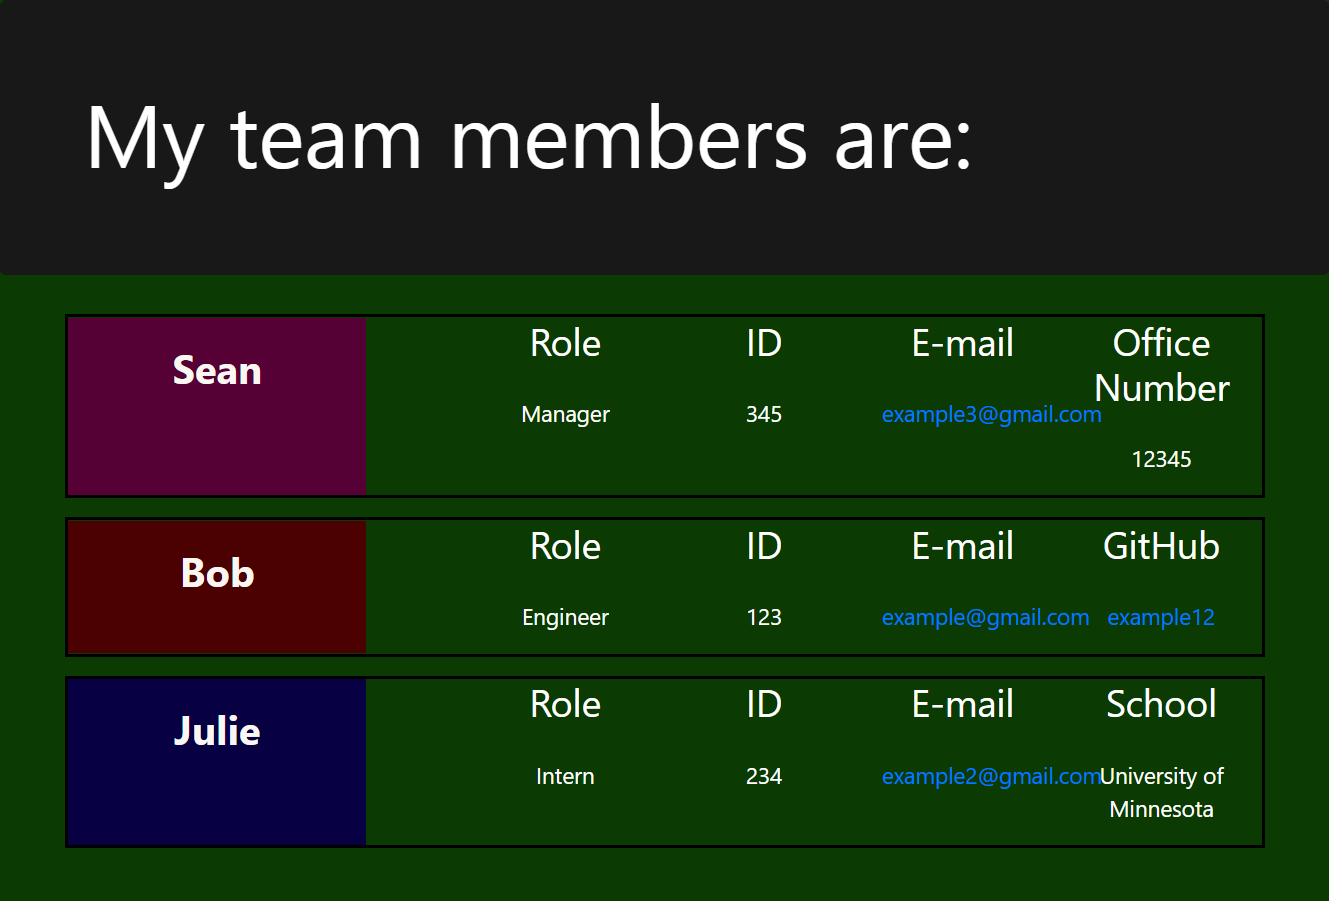 My team members are:
Sean
Role ID E-mail Office Number
Manager 345 example3@gmail.com 12345
Bob
Role ID E-mail GitHub
Engineer 123 example@gmail.com example12
Julie
Role ID E-mail School
Intern 234 example2@gmail.com University of
Minnesota